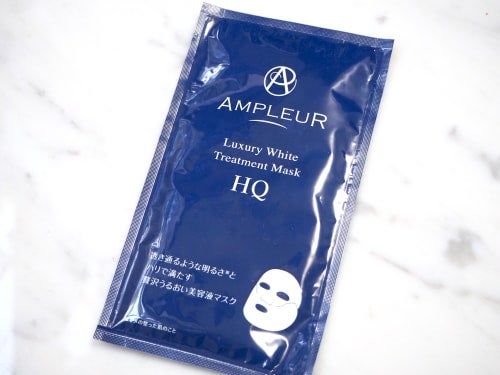 AMPLEUR
Luxury White
Treatment Mask
HQ
透き通るような明るさ※と
ハリで満たす
贅沢うるおい美容液マスク